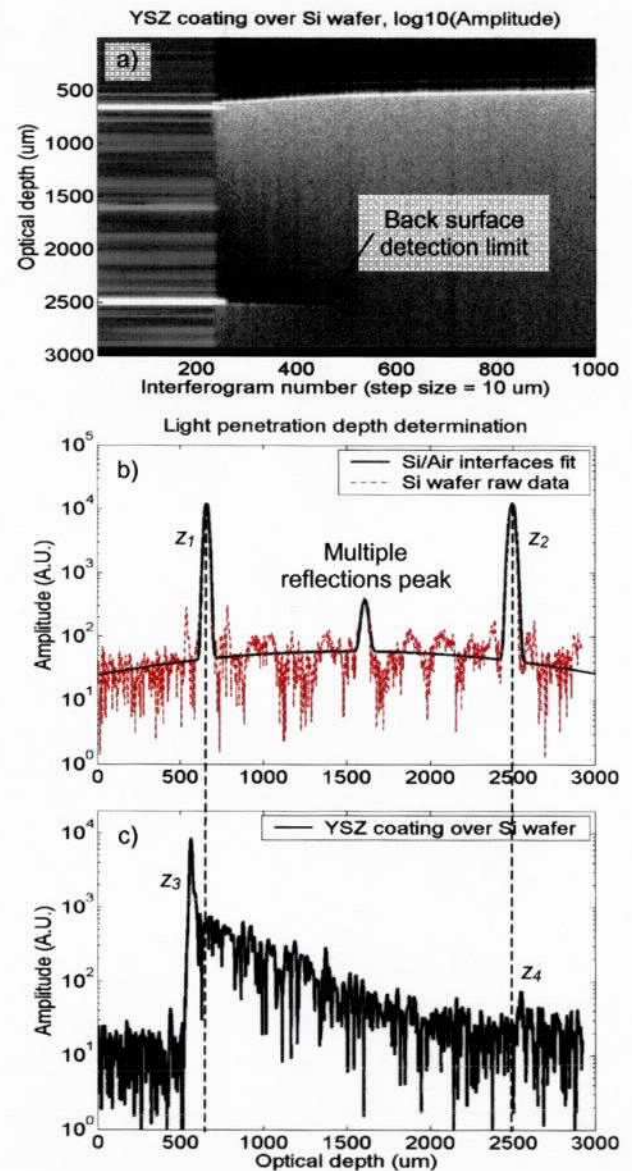 YSZ coating over Si wafer, log10(Amplitude)
a)
500
1000
1500
2000
2500
3000
Optical depth (um)
Back surface
detection limit
200 400 600 800 1000
Interferogram number (step size = 10 um)
Light penetration depth determination
b)
10^5
10^4
10^3
10^2
10^1
10^0
Amplitude (A.U.)
Si/Air interfaces fit
Si wafer raw data
z1
z2
Multiple
reflections peak
0 500 1000 1500 2000 2500 3000
c)
10^4
10^3
10^2
10^1
10^0
Amplitude (A.U.)
YSZ coating over Si wafer
z3
z4
0 500 1000 1500 2000 2500 3000
Optical depth (um)